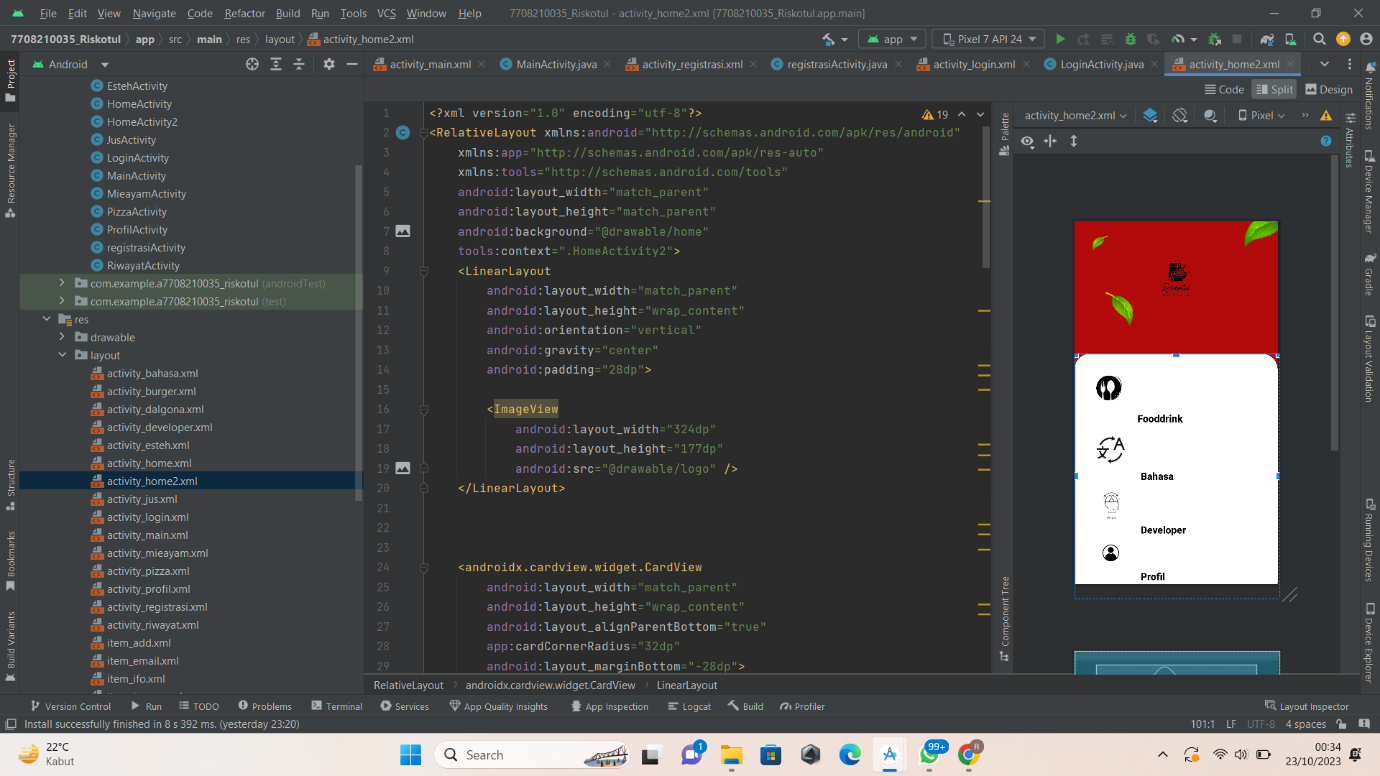 File Edit View Navigate Code Refactor Build Run Tools VCS Window Help 7708210035_Riskotul - activity_home2.xml [7708210035_Riskotul.app.main]
7708210035_Riskotul app src main res layout activity_home2.xml
app Pixel 7 API 24
Android
activity_main.xml MainActivity.java activity_registrasi.xml registrasiActivity.java activity_login.xml LoginActivity.java activity_home2.xml
Code Split Design
Project
Resource Manager
Structure
Bookmarks
Build Variants
EstehActivity
HomeActivity
HomeActivity2
JusActivity
LoginActivity
MainActivity
MieayamActivity
PizzaActivity
ProfilActivity
registrasiActivity
RiwayatActivity
com.example.a7708210035_riskotul (androidTest)
com.example.a7708210035_riskotul (test)
res
drawable
layout
activity_bahasa.xml
activity_burger.xml
activity_dalgona.xml
activity_developer.xml
activity_esteh.xml
activity_home.xml
activity_home2.xml
activity_jus.xml
activity_login.xml
activity_main.xml
activity_mieayam.xml
activity_pizza.xml
activity_profil.xml
activity_registrasi.xml
activity_riwayat.xml
item_add.xml
item_email.xml
item_ifo.xml
19
1 <?xml version="1.0" encoding="utf-8"?>
2 <RelativeLayout xmlns:android="http://schemas.android.com/apk/res/android"
3 xmlns:app="http://schemas.android.com/apk/res-auto"
4 xmlns:tools="http://schemas.android.com/tools"
5 android:layout_width="match_parent"
6 android:layout_height="match_parent"
7 android:background="@drawable/home"
8 tools:context=".HomeActivity2">
9 <LinearLayout
10 android:layout_width="match_parent"
11 android:layout_height="wrap_content"
12 android:orientation="vertical"
13 android:gravity="center"
14 android:padding="28dp">
15
16 <ImageView
17 android:layout_width="324dp"
18 android:layout_height="177dp"
19 android:src="@drawable/logo" />
20 </LinearLayout>
21
22
23
24 <androidx.cardview.widget.CardView
25 android:layout_width="match_parent"
26 android:layout_height="wrap_content"
27 android:layout_alignParentBottom="true"
28 app:cardCornerRadius="32dp"
29 android:layout_marginBottom="-28dp">
RelativeLayout androidx.cardview.widget.CardView LinearLayout
Palette
Component Tree
activity_home2.xml Pixel
Riskotul
Fooddrink
A
Bahasa
Developer
Profil
Notifications
Attributes
Device Manager
Gradle
Layout Validation
Running Devices
Device Explorer
Version Control Run TODO Problems Terminal Services App Quality Insights App Inspection Logcat Build Profiler Layout Inspector
Install successfully finished in 8 s 392 ms. (yesterday 23:20) 101:1 LF UTF-8 4 spaces
22°C
Kabut
Search
1
99+
R
00:34
23/10/2023